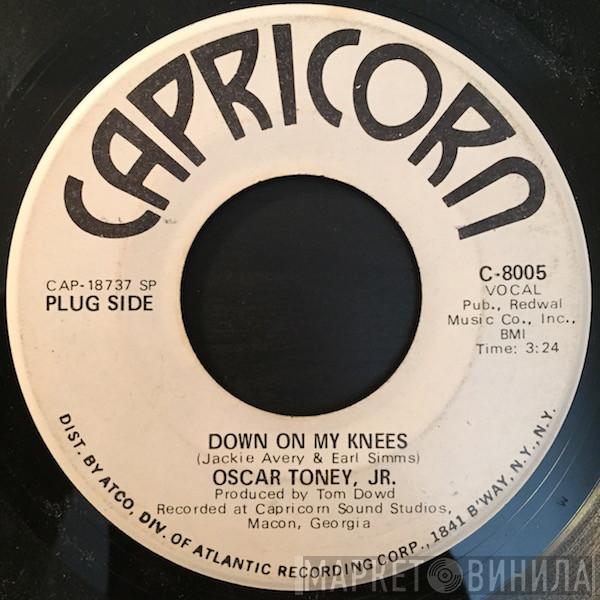 CAPRICORN
CAP-18737 SP
PLUG SIDE
C-8005
VOCAL
Pub., Redwal
Music Co., Inc.,
BMI
Time: 3:24
DOWN ON MY KNEES
(Jackie Avery & Earl Simms)
OSCAR TONEY, JR.
Produced by Tom Dowd
Recorded at Capricorn Sound Studios,
Macon, Georgia
DIST. BY ATCO, DIV. OF ATLANTIC RECORDING CORP., 1841 B'WAY, N.Y., N.Y.
W
МАРКЕТ ВИНИЛА